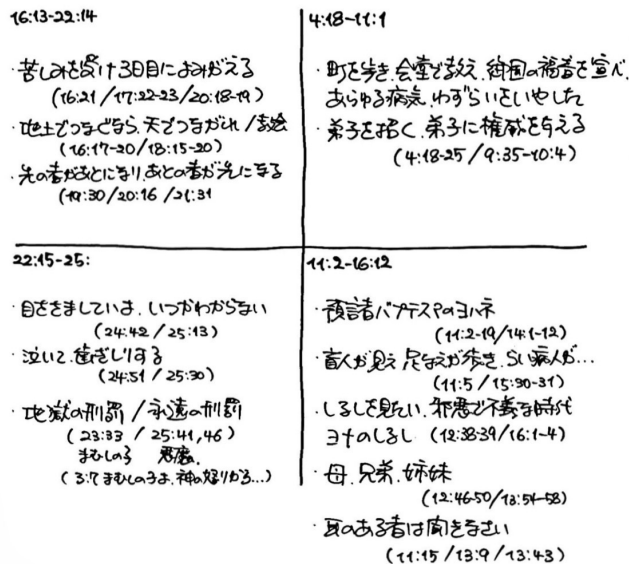 16:13-22:14
・苦しみを受け3日目によみがえる
(16:21/17:22-23/20:18-19)
・地上でつなぐなら、天でつながれ/教会
(16:17-20/18:15-20)
・先の者があとになり、あとの者が先になる
(19:30/20:16/21:31
4:18-11:1
・町を歩き、会堂で教え、御国の福音を宣べ、
あらゆる病気、わずらいをいやした
・弟子を招く、弟子に権威を与える
(4:18-25/9:35-10:4)
22:15-25:
・目をさましていよ、いつかわからない
(24:42/25:13)
・泣いて、歯ぎしりする
(24:51/25:30)
・地獄の刑罰/永遠の刑罰
(23:33/25:41,46)
まむしの子 悪魔
(3:7 まむしの子よ、神の怒りから...)
11:2-16:12
・預言者バプテスマのヨハネ
(11:2-19/14:1-12)
・盲人が見え、足なえが歩き、らい病人が...
(11:5/15:30-31)
・しるしを見たい、邪悪で不義な時代
ヨナのしるし (12:38-39/16:1-4)
・母、兄弟、姉妹
(12:46-50/13:54-58)
・耳のある者は聞きなさい
(11:15/13:9/13:43)